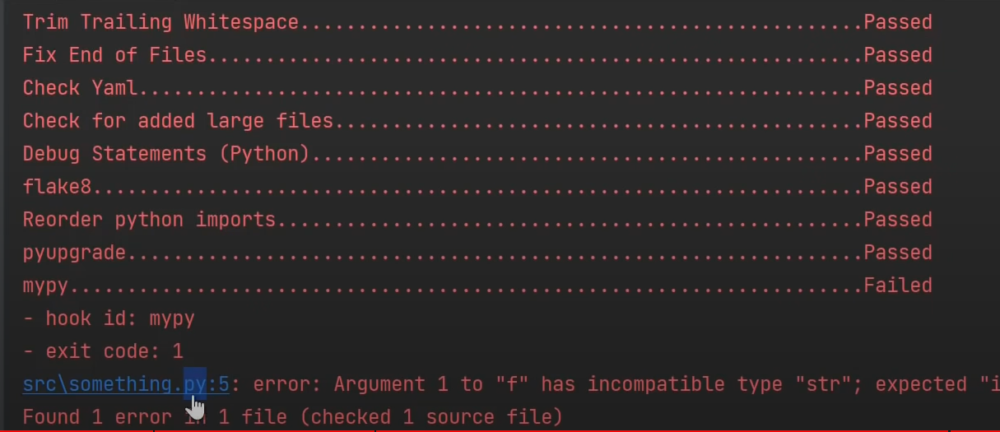 Trim Trailing Whitespace.................................................Passed
Fix End of Files.........................................................Passed
Check Yaml...............................................................Passed
Check for added large files..............................................Passed
Debug Statements (Python)................................................Passed
flake8...................................................................Passed
Reorder python imports...................................................Passed
pyupgrade................................................................Passed
mypy.....................................................................Failed
- hook id: mypy
- exit code: 1
src\something.py:5: error: Argument 1 to "f" has incompatible type "str"; expected "i
Found 1 error in 1 file (checked 1 source file)